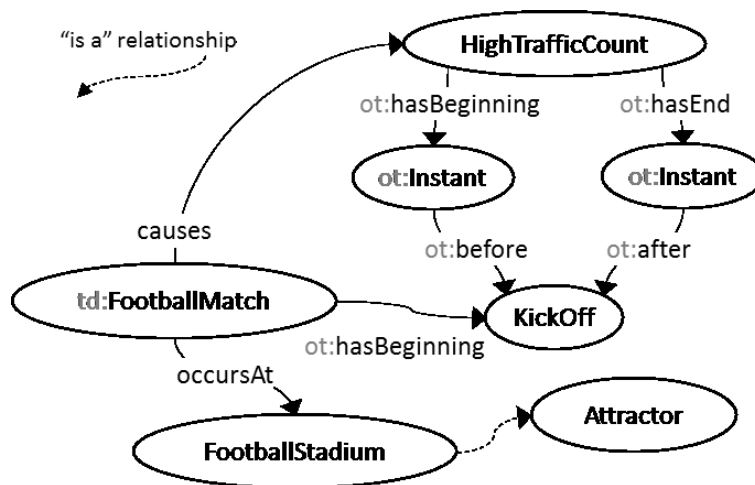 “is a” relationship
HighTrafficCount
ot:hasBeginning
ot:hasEnd
ot:Instant
ot:Instant
causes
ot:before
ot:after
td:FootballMatch
KickOff
ot:hasBeginning
occursAt
Attractor
FootballStadium